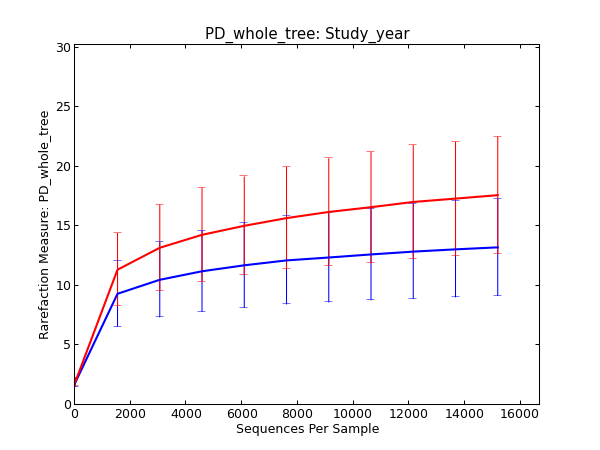 PD_whole_tree: Study_year
30
25
20
15
10
5
0
Rarefaction Measure: PD_whole_tree
0 2000 4000 6000 8000 10000 12000 14000 16000
Sequences Per Sample